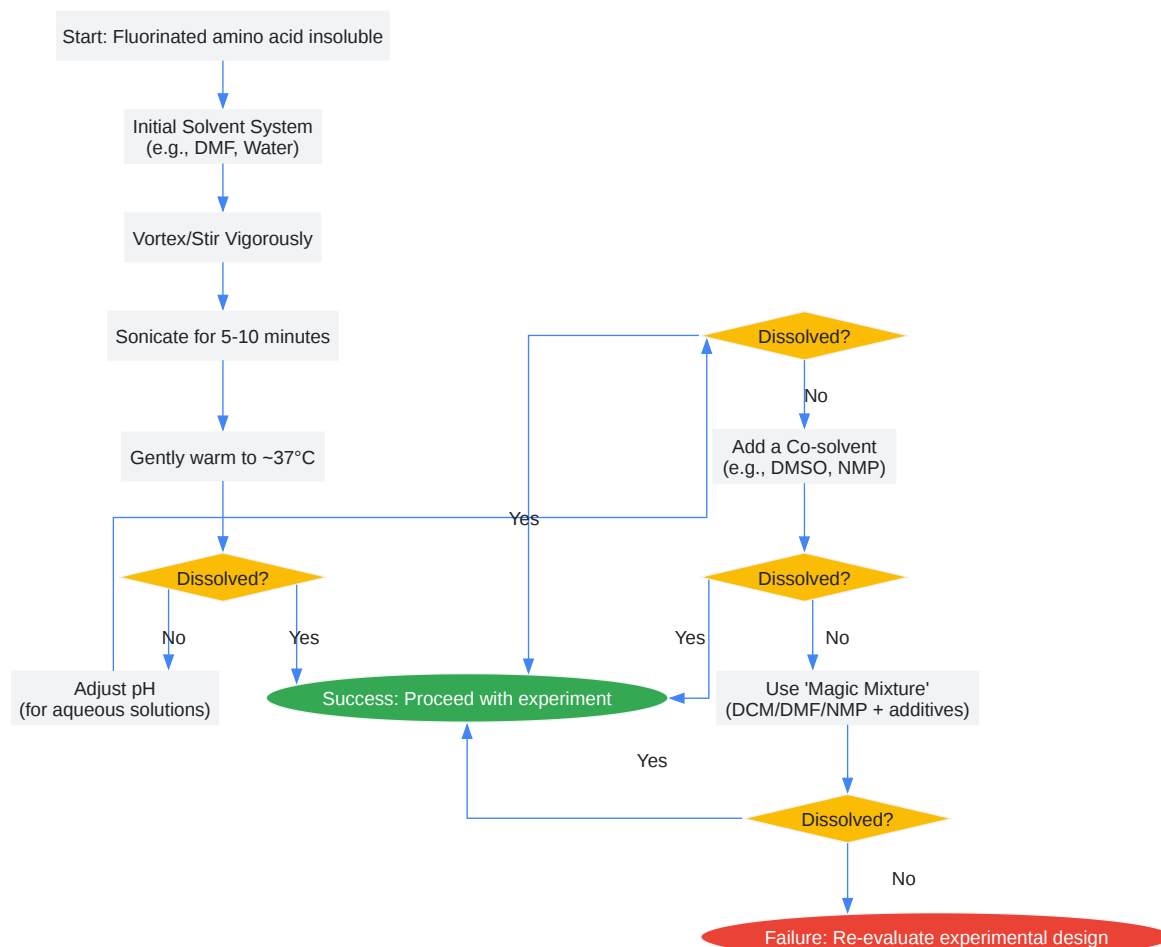 Start: Fluorinated amino acid insoluble
Initial Solvent System
(e.g., DMF, Water)
Vortex/Stir Vigorously
Sonicate for 5-10 minutes
Gently warm to ~37°C
Dissolved?
No
Yes
Adjust pH
(for aqueous solutions)
Dissolved?
Yes
No
Add a Co-solvent
(e.g., DMSO, NMP)
Dissolved?
Yes
No
Success: Proceed with experiment
Use 'Magic Mixture'
(DCM/DMF/NMP + additives)
Dissolved?
Yes
No
Failure: Re-evaluate experimental design